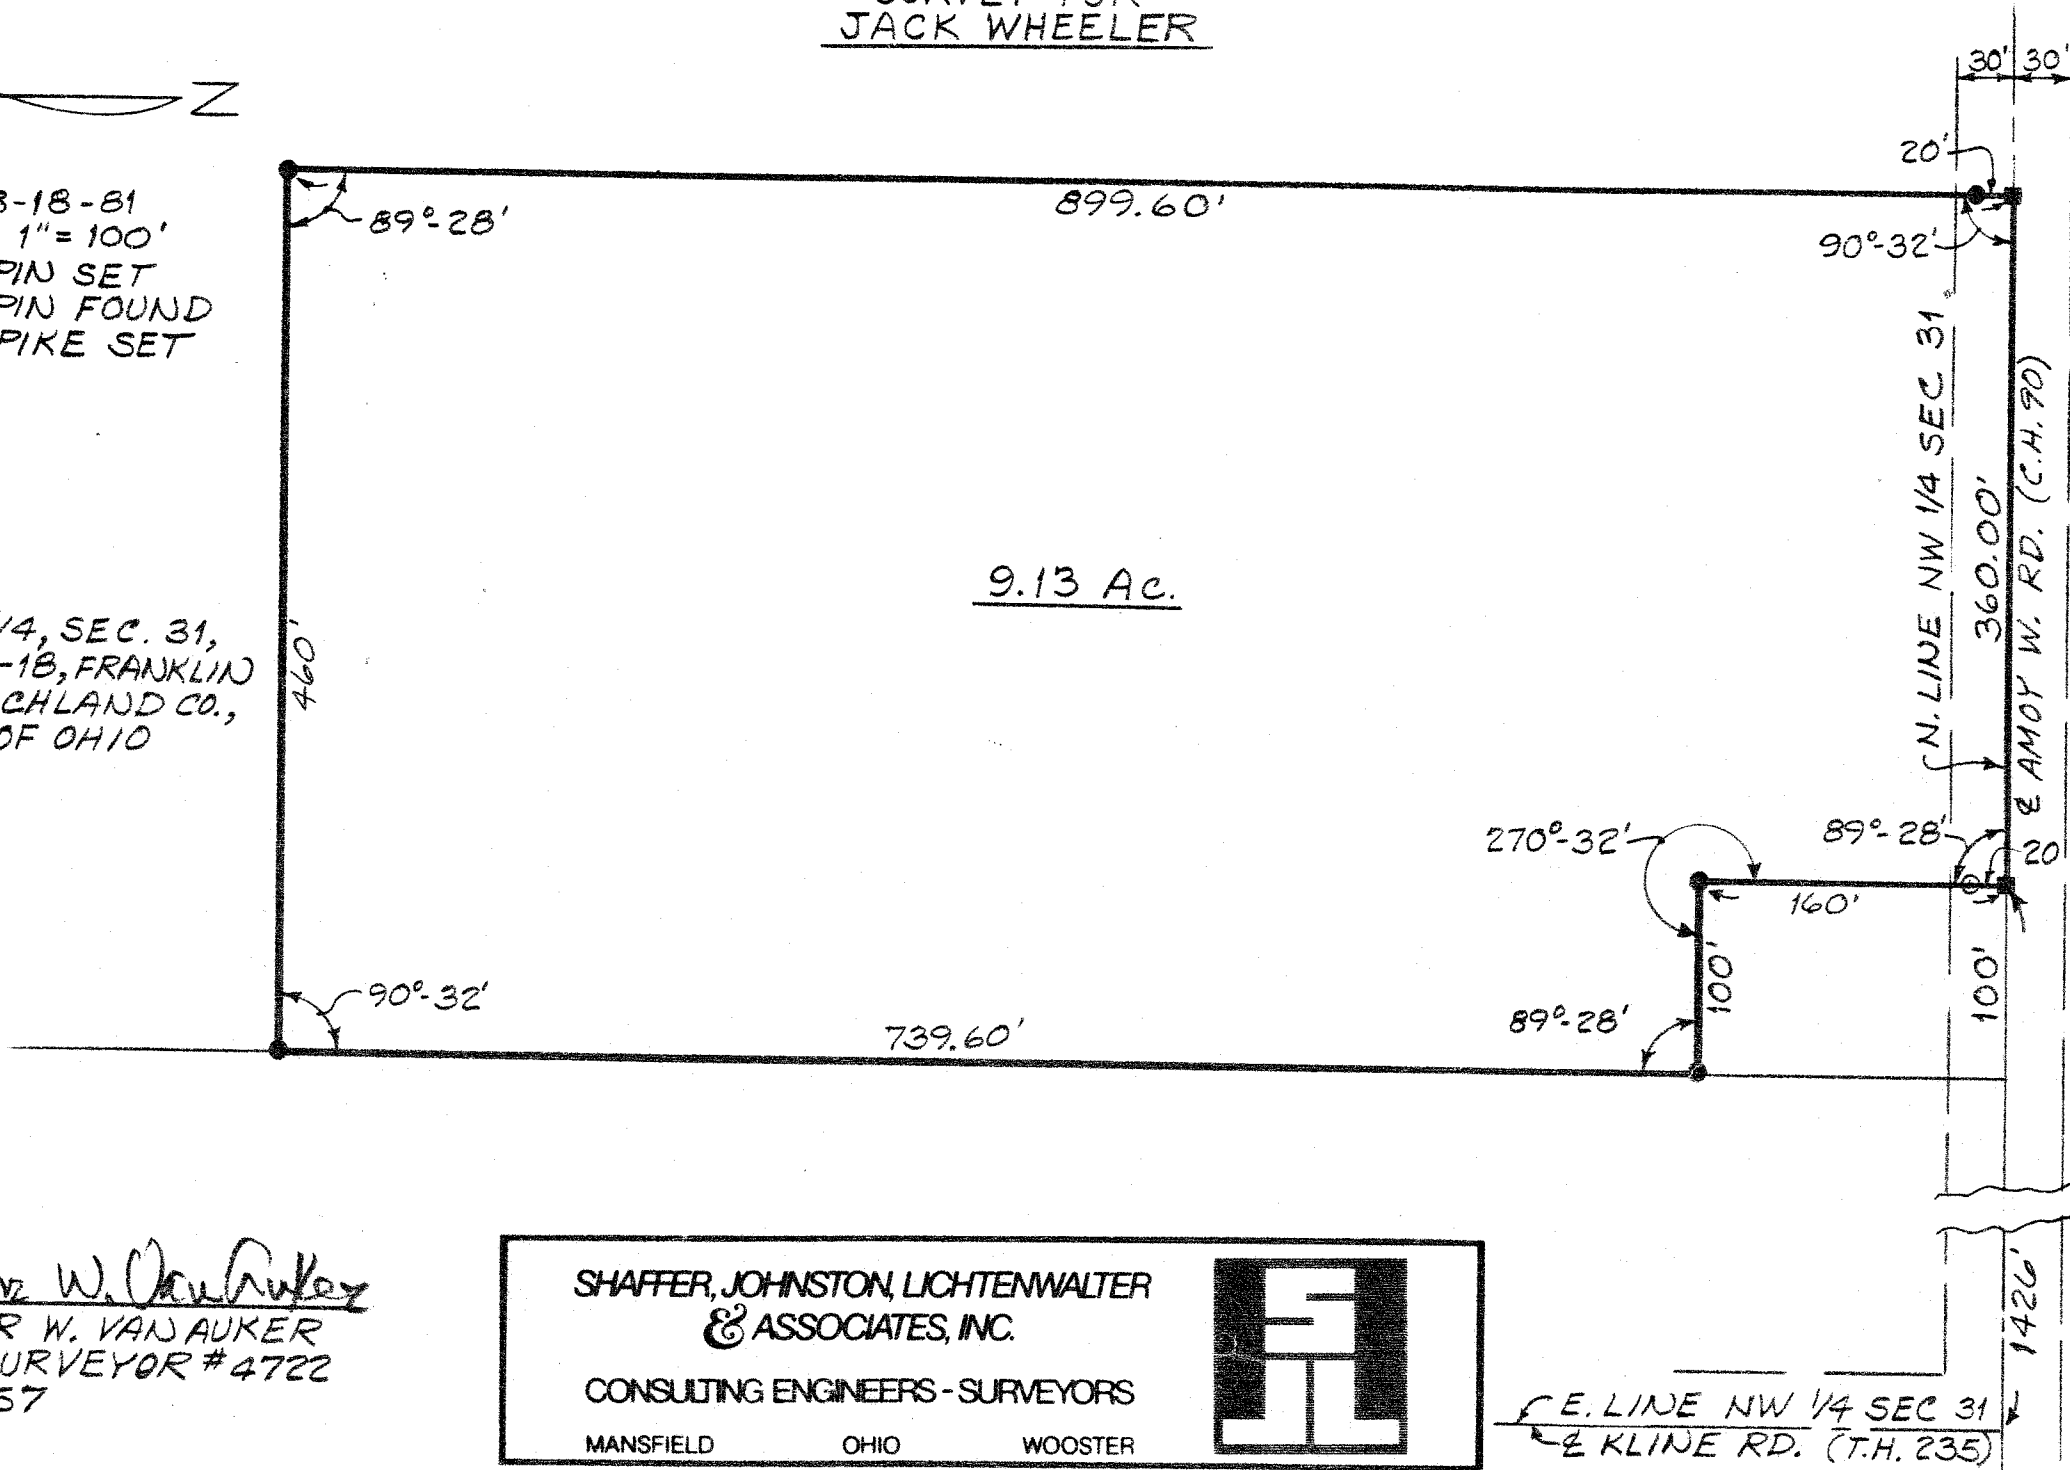 JACK WHEELER
30' 30'
Z
20'
899.60'
89°-28'
90°-32'
8-18-81
1"= 100'
PIN SET
PIN FOUND
PIKE SET
N. LINE NW 1/4 SEC 31
360.00'
℄ AMOY W. RD. (C.H. 90)
9.13 Ac.
460'
1/4, SEC. 31,
-18, FRANKLIN
CHLAND CO.,
OF OHIO
270°-32'
89°-28'
20
160'
100'
100'
90°-32'
89°-28'
739.60'
W. VanAuker
R W. VAN AUKER
URVEYOR #4722
57
SHAFFER, JOHNSTON, LICHTENWALTER
& ASSOCIATES, INC.
CONSULTING ENGINEERS - SURVEYORS
MANSFIELD OHIO WOOSTER
SJL
1426'
E. LINE NW 1/4 SEC 31
℄ KLINE RD. (T.H. 235)